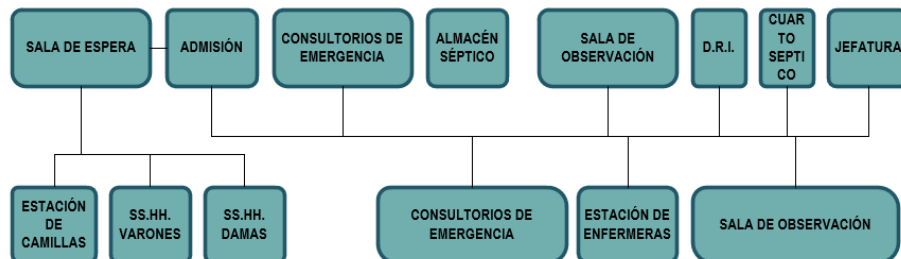 SALA DE ESPERA
ADMISIÓN
CONSULTORIOS DE
EMERGENCIA
ALMACÉN
SÉPTICO
SALA DE
OBSERVACIÓN
D.R.I.
CUAR
TO
SEPTI
CO
JEFATURA
ESTACIÓN
DE
CAMILLAS
SS.HH.
VARONES
SS.HH.
DAMAS
CONSULTORIOS DE
EMERGENCIA
ESTACIÓN DE
ENFERMERAS
SALA DE OBSERVACIÓN